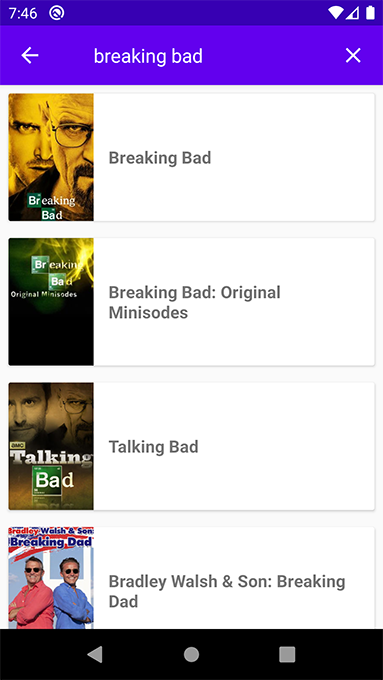 7:46
breaking bad
Breaking
Bad
Breaking Bad
Breaking
Bad
Original Minisodes
Breaking Bad: Original
Minisodes
AMC
Talking
Bad
Talking Bad
Bradley Walsh & Son:
Breaking Dad
Bradley Walsh & Son: Breaking
Dad